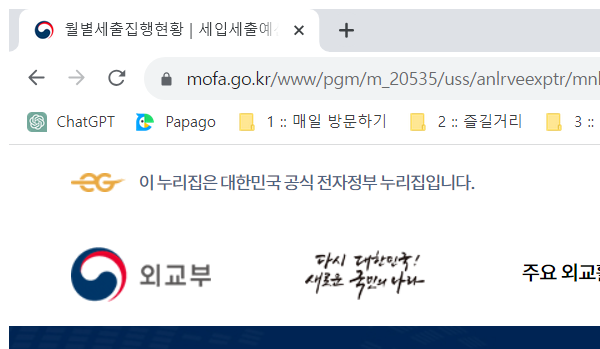 월별세출집행현황 | 세입세출예
mofa.go.kr/www/pgm/m_20535/uss/anlrveexptr/mnl
ChatGPT Papago 1 :: 매일 방문하기 2 :: 즐길거리 3 ::
이 누리집은 대한민국 공식 전자정부 누리집입니다.
외교부 다시 대한민국! 주요 외교
새로운 국민의 나라